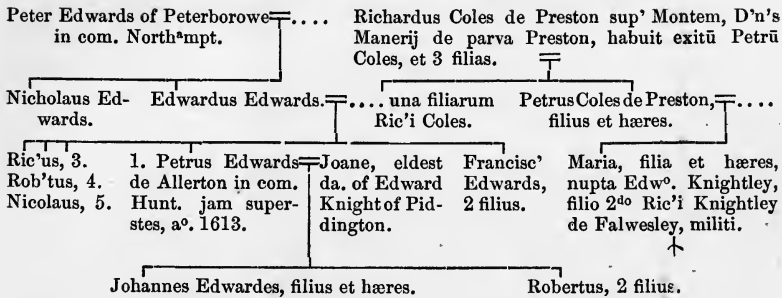 Peter Edwards of Peterborowe╤....
in com. Northᵃmpt.
Richardus Coles de Preston sup' Montem, D'n's
Manerij de parva Preston, habuit exitū Petrū
Coles, et 3 filias.
Nicholaus Ed-
wards.
Edwardus Edwards.╤....una filiarum
Ric'i Coles.
Petrus Coles de Preston,╤....
filius et hæres.
Ric'us, 3.
Rob'tus, 4.
Nicolaus, 5.
1. Petrus Edwards╤
de Allerton in com.
Hunt. jam super-
stes, aº. 1613.
Joane, eldest
da. of Edward
Knight of Pid-
dington.
Francisc'
Edwards,
2 filius.
Maria, filia et hæres,
nupta Edwº. Knightley,
filio 2ᵈᵒ Ric'i Knightley
de Falwesley, militi.
Johannes Edwardes, filius et hæres.
Robertus, 2 filius.